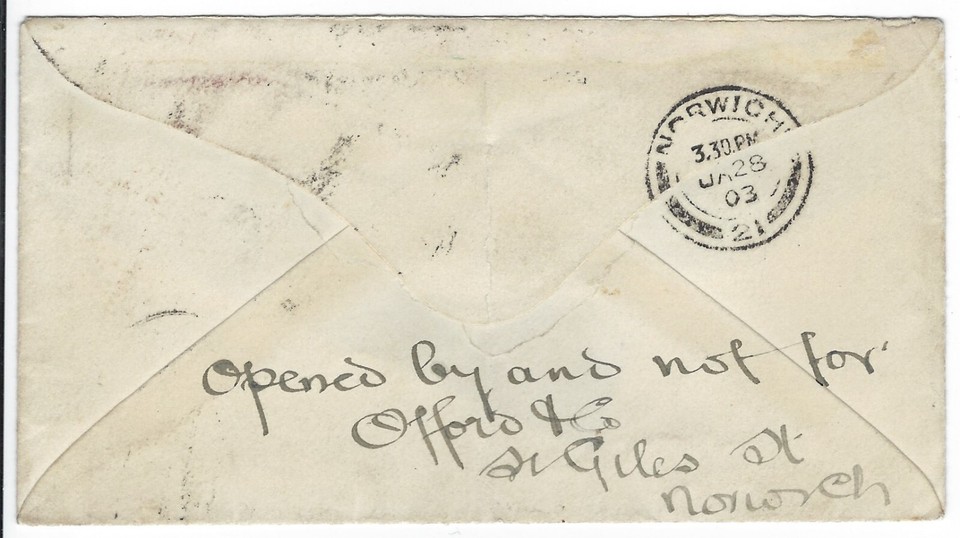 NORWICH
3.30.PM
JA 28
03
21
Opened by and not for
Offord & Co
St Giles St
Norwich